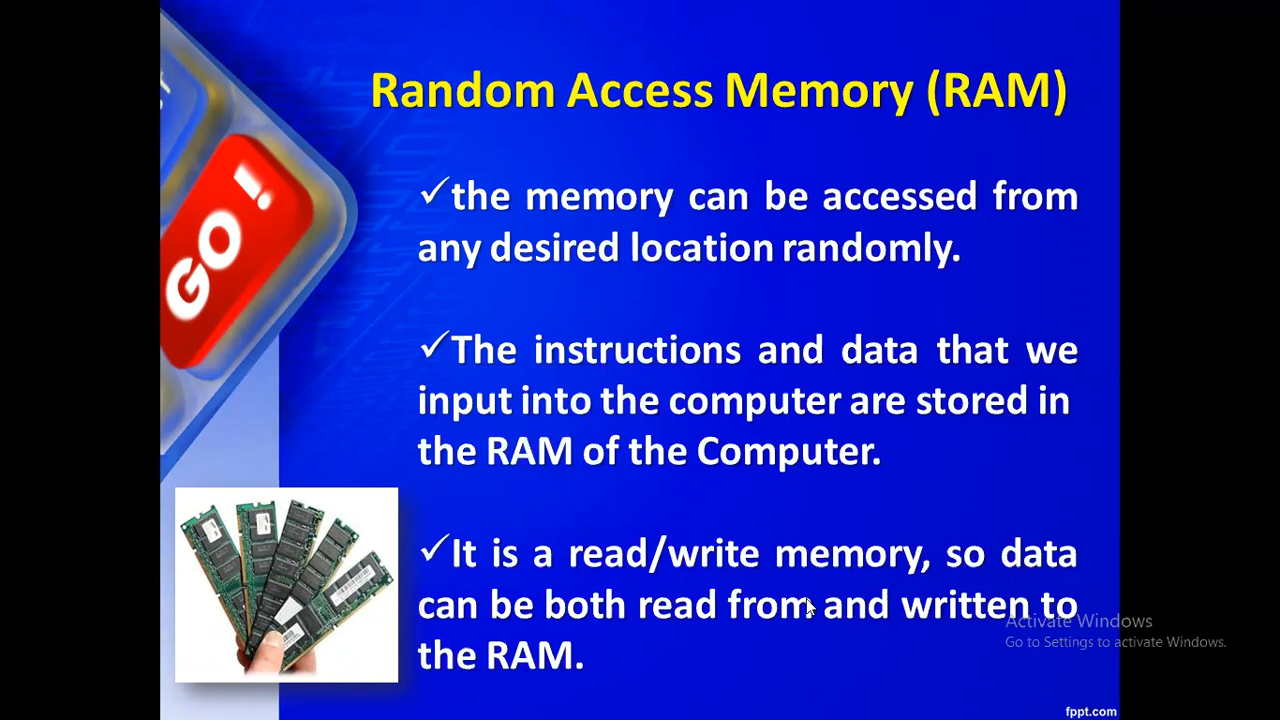 Random Access Memory (RAM)
GO!
✓the memory can be accessed from
any desired location randomly.
✓The instructions and data that we
input into the computer are stored in
the RAM of the Computer.
✓It is a read/write memory, so data
can be both read from and written to
the RAM.
Activate Windows
Go to Settings to activate Windows.
fppt.com